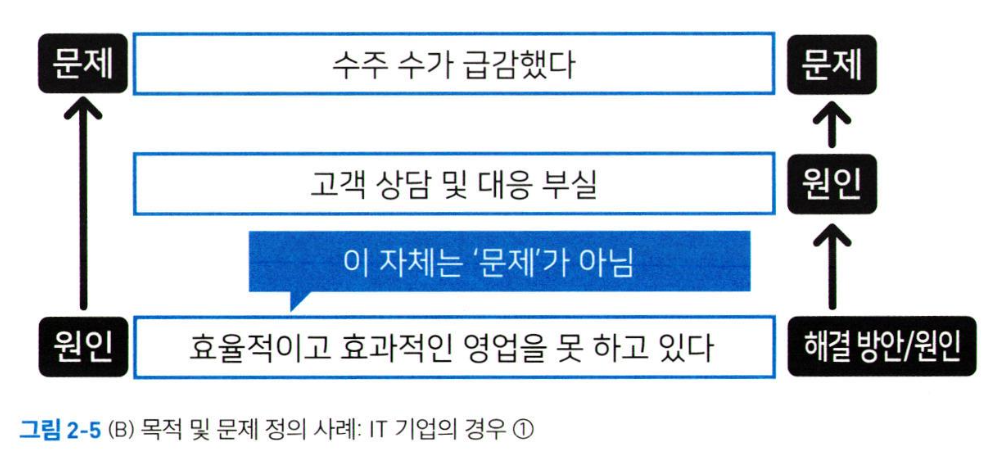 문제 수주 수가 급감했다 문제
고객 상담 및 대응 부실 원인
이 자체는 ‘문제’가 아님
원인 효율적이고 효과적인 영업을 못 하고 있다 해결 방안/원인
그림 2-5 (B) 목적 및 문제 정의 사례: IT 기업의 경우 ①